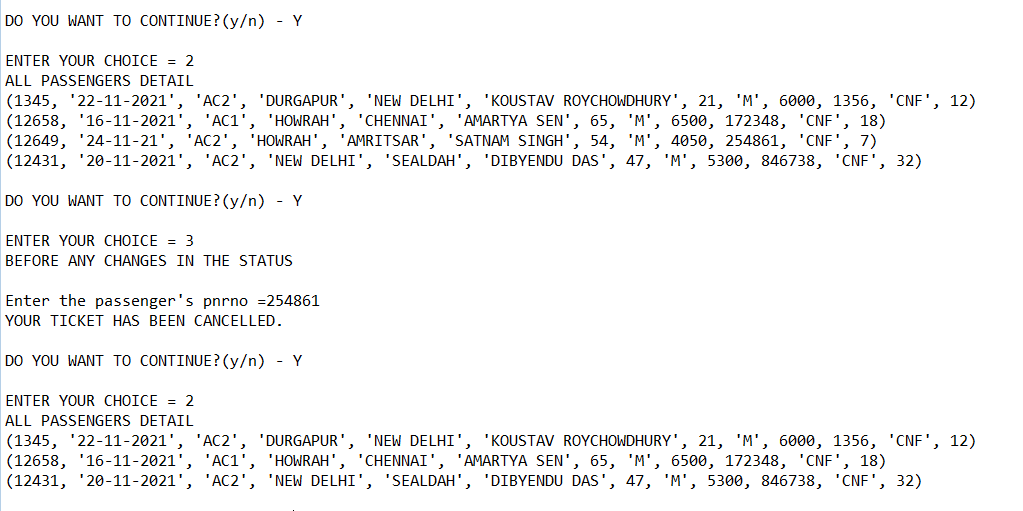 DO YOU WANT TO CONTINUE?(y/n) - Y
ENTER YOUR CHOICE = 2
ALL PASSENGERS DETAIL
(1345, '22-11-2021', 'AC2', 'DURGAPUR', 'NEW DELHI', 'KOUSTAV ROYCHOWDHURY', 21, 'M', 6000, 1356, 'CNF', 12)
(12658, '16-11-2021', 'AC1', 'HOWRAH', 'CHENNAI', 'AMARTYA SEN', 65, 'M', 6500, 172348, 'CNF', 18)
(12649, '24-11-21', 'AC2', 'HOWRAH', 'AMRITSAR', 'SATNAM SINGH', 54, 'M', 4050, 254861, 'CNF', 7)
(12431, '20-11-2021', 'AC2', 'NEW DELHI', 'SEALDAH', 'DIBYENDU DAS', 47, 'M', 5300, 846738, 'CNF', 32)
DO YOU WANT TO CONTINUE?(y/n) - Y
ENTER YOUR CHOICE = 3
BEFORE ANY CHANGES IN THE STATUS
Enter the passenger's pnrno =254861
YOUR TICKET HAS BEEN CANCELLED.
DO YOU WANT TO CONTINUE?(y/n) - Y
ENTER YOUR CHOICE = 2
ALL PASSENGERS DETAIL
(1345, '22-11-2021', 'AC2', 'DURGAPUR', 'NEW DELHI', 'KOUSTAV ROYCHOWDHURY', 21, 'M', 6000, 1356, 'CNF', 12)
(12658, '16-11-2021', 'AC1', 'HOWRAH', 'CHENNAI', 'AMARTYA SEN', 65, 'M', 6500, 172348, 'CNF', 18)
(12431, '20-11-2021', 'AC2', 'NEW DELHI', 'SEALDAH', 'DIBYENDU DAS', 47, 'M', 5300, 846738, 'CNF', 32)